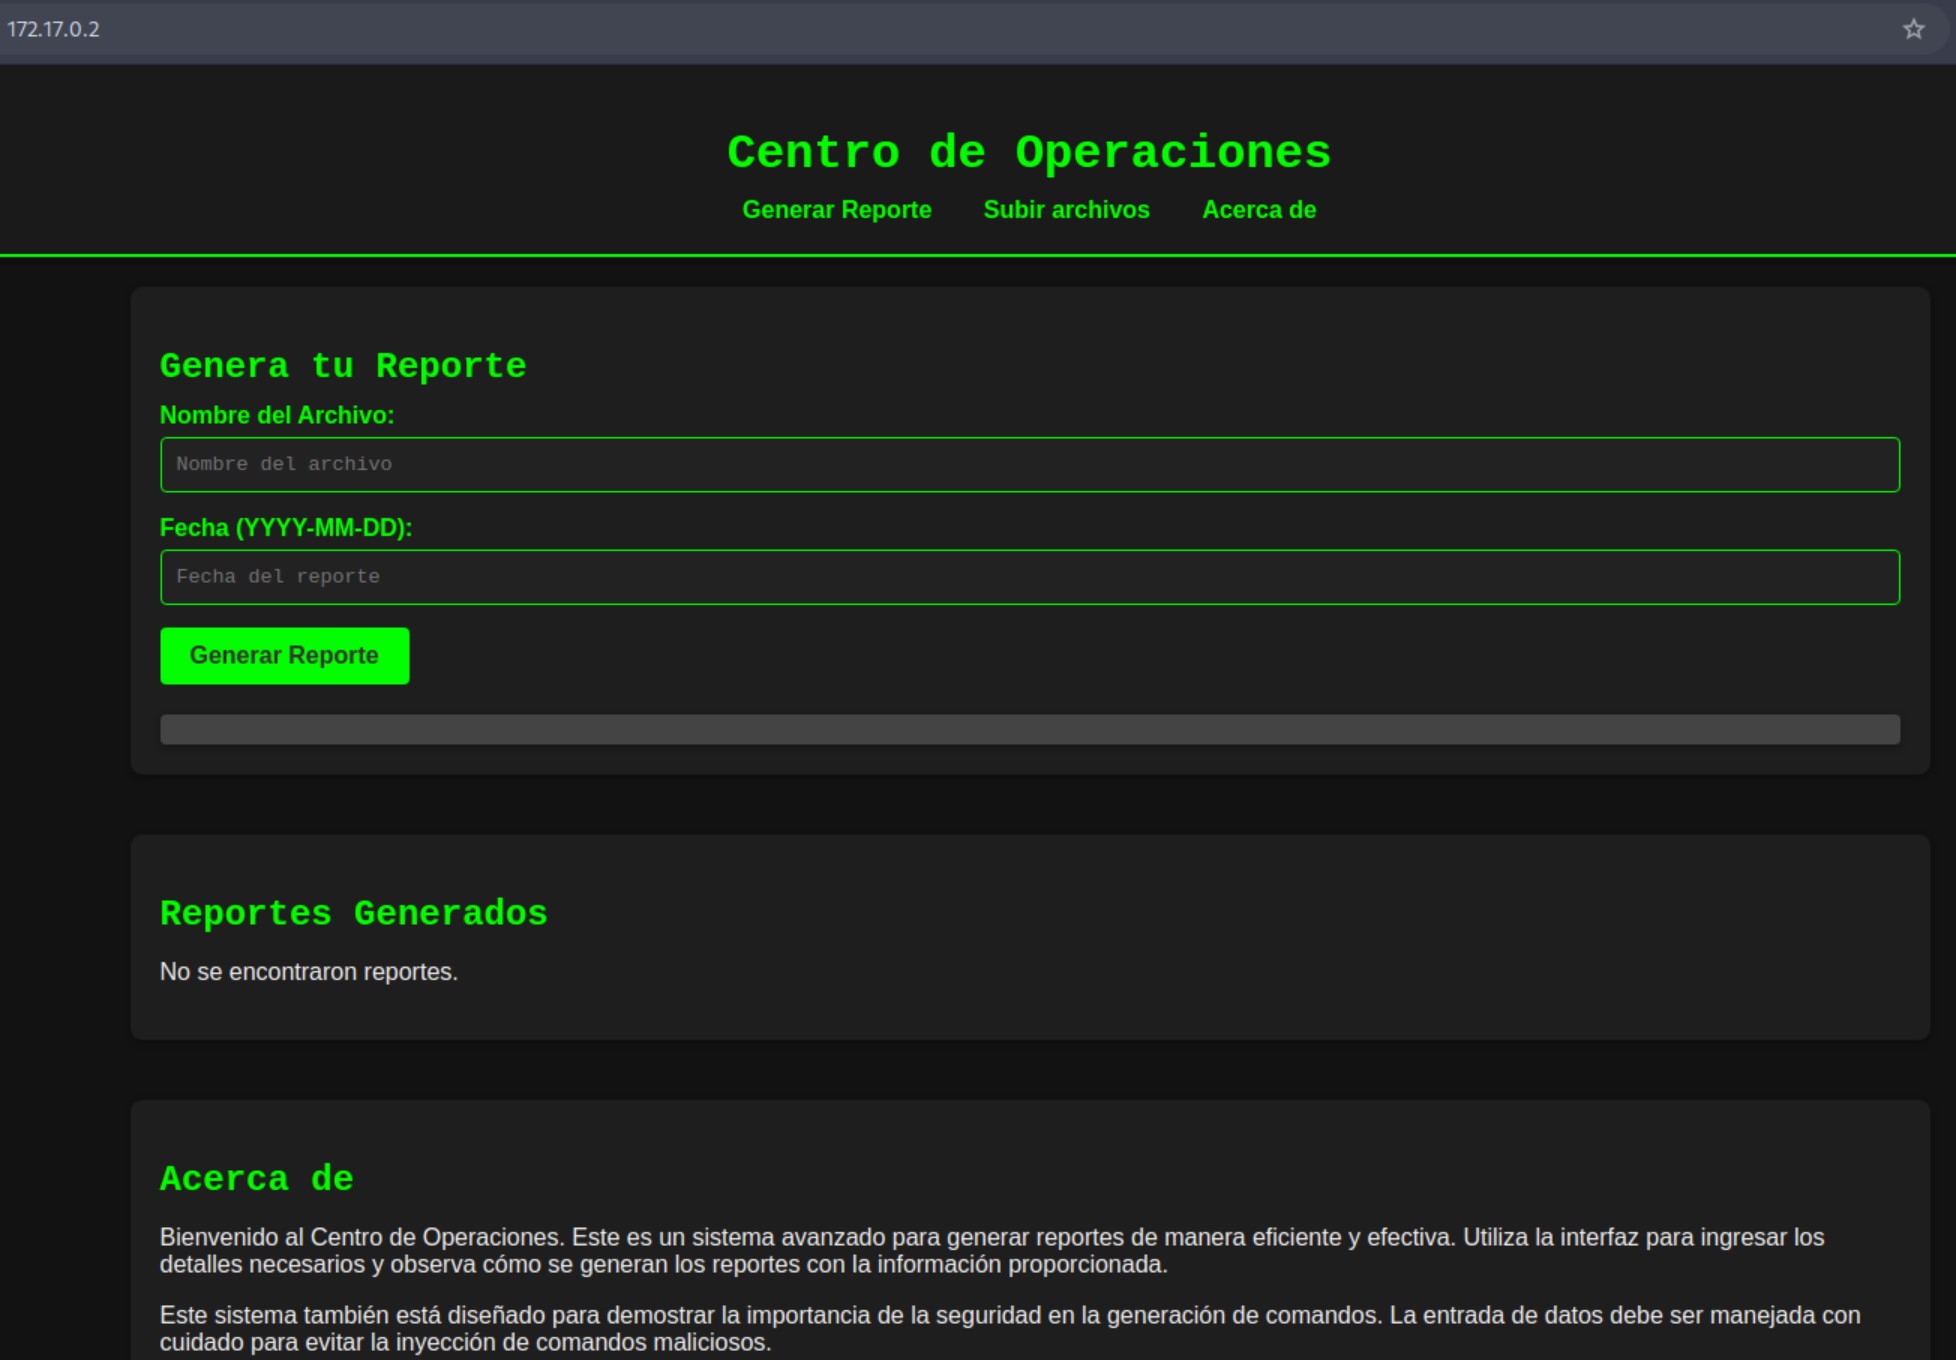 172.17.0.2
Centro de Operaciones
Generar Reporte Subir archivos Acerca de
Genera tu Reporte
Nombre del Archivo:
Nombre del archivo
Fecha (YYYY-MM-DD):
Fecha del reporte
Generar Reporte
Reportes Generados
No se encontraron reportes.
Acerca de
Bienvenido al Centro de Operaciones. Este es un sistema avanzado para generar reportes de manera eficiente y efectiva. Utiliza la interfaz para ingresar los
detalles necesarios y observa cómo se generan los reportes con la información proporcionada.
Este sistema también está diseñado para demostrar la importancia de la seguridad en la generación de comandos. La entrada de datos debe ser manejada con
cuidado para evitar la inyección de comandos maliciosos.